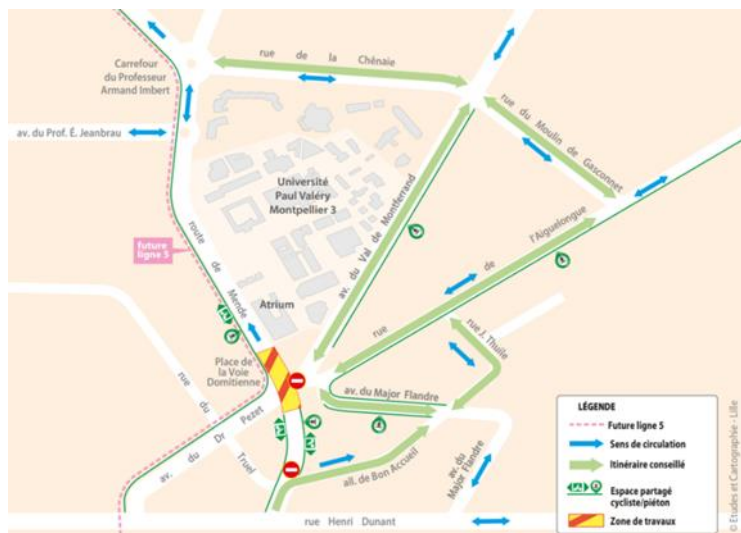 rue de la Chênaie
Carrefour
du Professeur
Armand Imbert
av. du Prof. É. Jeanbrau
rue du Moulin de Gasconnet
Université
Paul Valéry
Montpellier 3
av. du Val de Montferrand
future
ligne 5
route de Mende
rue de l'Aiguelongue
Atrium
Place de
la Voie
Domitienne
rue J. Thuile
av. du Major Flandre
rue du Truel
av. du Dr Pezet
all. de Bon Accueil
av. du
Major Flandre
rue Henri Dunant
LÉGENDE
Future ligne 5
Sens de circulation
Itinéraire conseillé
Espace partagé
cycliste/piéton
Zone de travaux
© Etudes et Cartographie - Lille